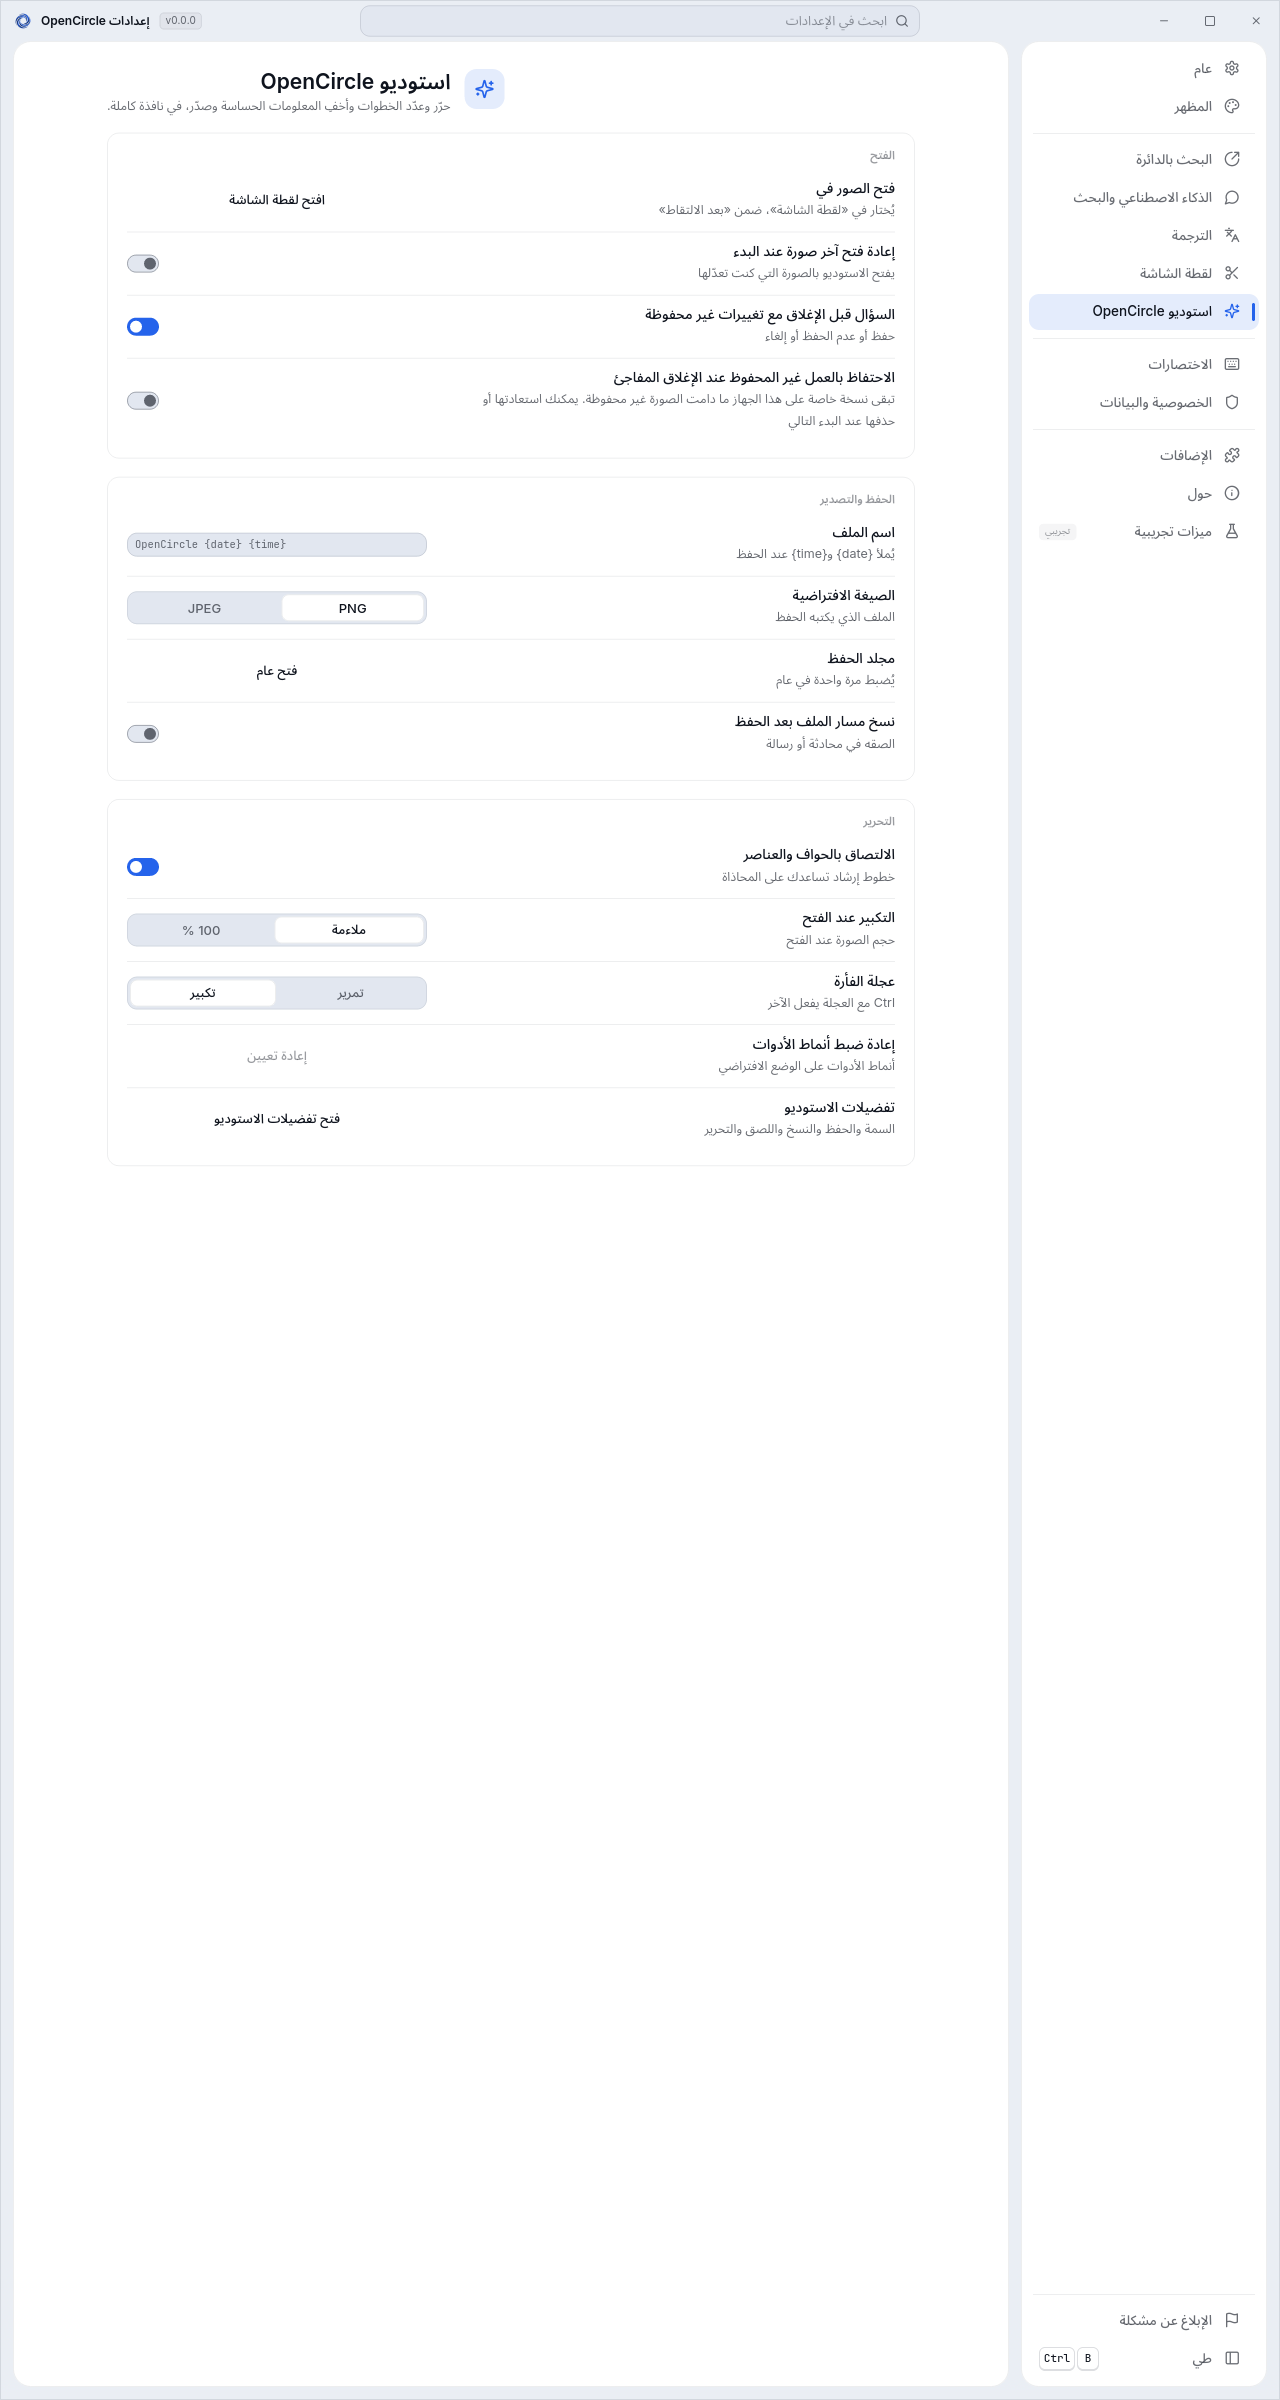 إعدادات OpenCircle
v0.0.0
ابحث في الإعدادات
عام
المظهر
البحث بالدائرة
الذكاء الاصطناعي والبحث
الترجمة
لقطة الشاشة
استوديو OpenCircle
الاختصارات
الخصوصية والبيانات
الإضافات
حول
ميزات تجريبية
تجريبي
الإبلاغ عن مشكلة
طي
Ctrl B
استوديو OpenCircle
حرّر وعدّد الخطوات وأخفِ المعلومات الحساسة وصدّر، في نافذة كاملة.
الفتح
فتح الصور في
يُختار في «لقطة الشاشة»، ضمن «بعد الالتقاط»
افتح لقطة الشاشة
إعادة فتح آخر صورة عند البدء
يفتح الاستوديو بالصورة التي كنت تعدّلها
السؤال قبل الإغلاق مع تغييرات غير محفوظة
حفظ أو عدم الحفظ أو إلغاء
الاحتفاظ بالعمل غير المحفوظ عند الإغلاق المفاجئ
تبقى نسخة خاصة على هذا الجهاز ما دامت الصورة غير محفوظة. يمكنك استعادتها أو
حذفها عند البدء التالي
الحفظ والتصدير
اسم الملف
يُملأ {date} و{time} عند الحفظ
OpenCircle {date} {time}
الصيغة الافتراضية
الملف الذي يكتبه الحفظ
PNG
JPEG
مجلد الحفظ
يُضبط مرة واحدة في عام
فتح عام
نسخ مسار الملف بعد الحفظ
الصقه في محادثة أو رسالة
التحرير
الالتصاق بالحواف والعناصر
خطوط إرشاد تساعدك على المحاذاة
التكبير عند الفتح
حجم الصورة عند الفتح
ملاءمة
100 %
عجلة الفأرة
Ctrl مع العجلة يفعل الآخر
تمرير
تكبير
إعادة ضبط أنماط الأدوات
أنماط الأدوات على الوضع الافتراضي
إعادة تعيين
تفضيلات الاستوديو
السمة والحفظ والنسخ واللصق والتحرير
فتح تفضيلات الاستوديو